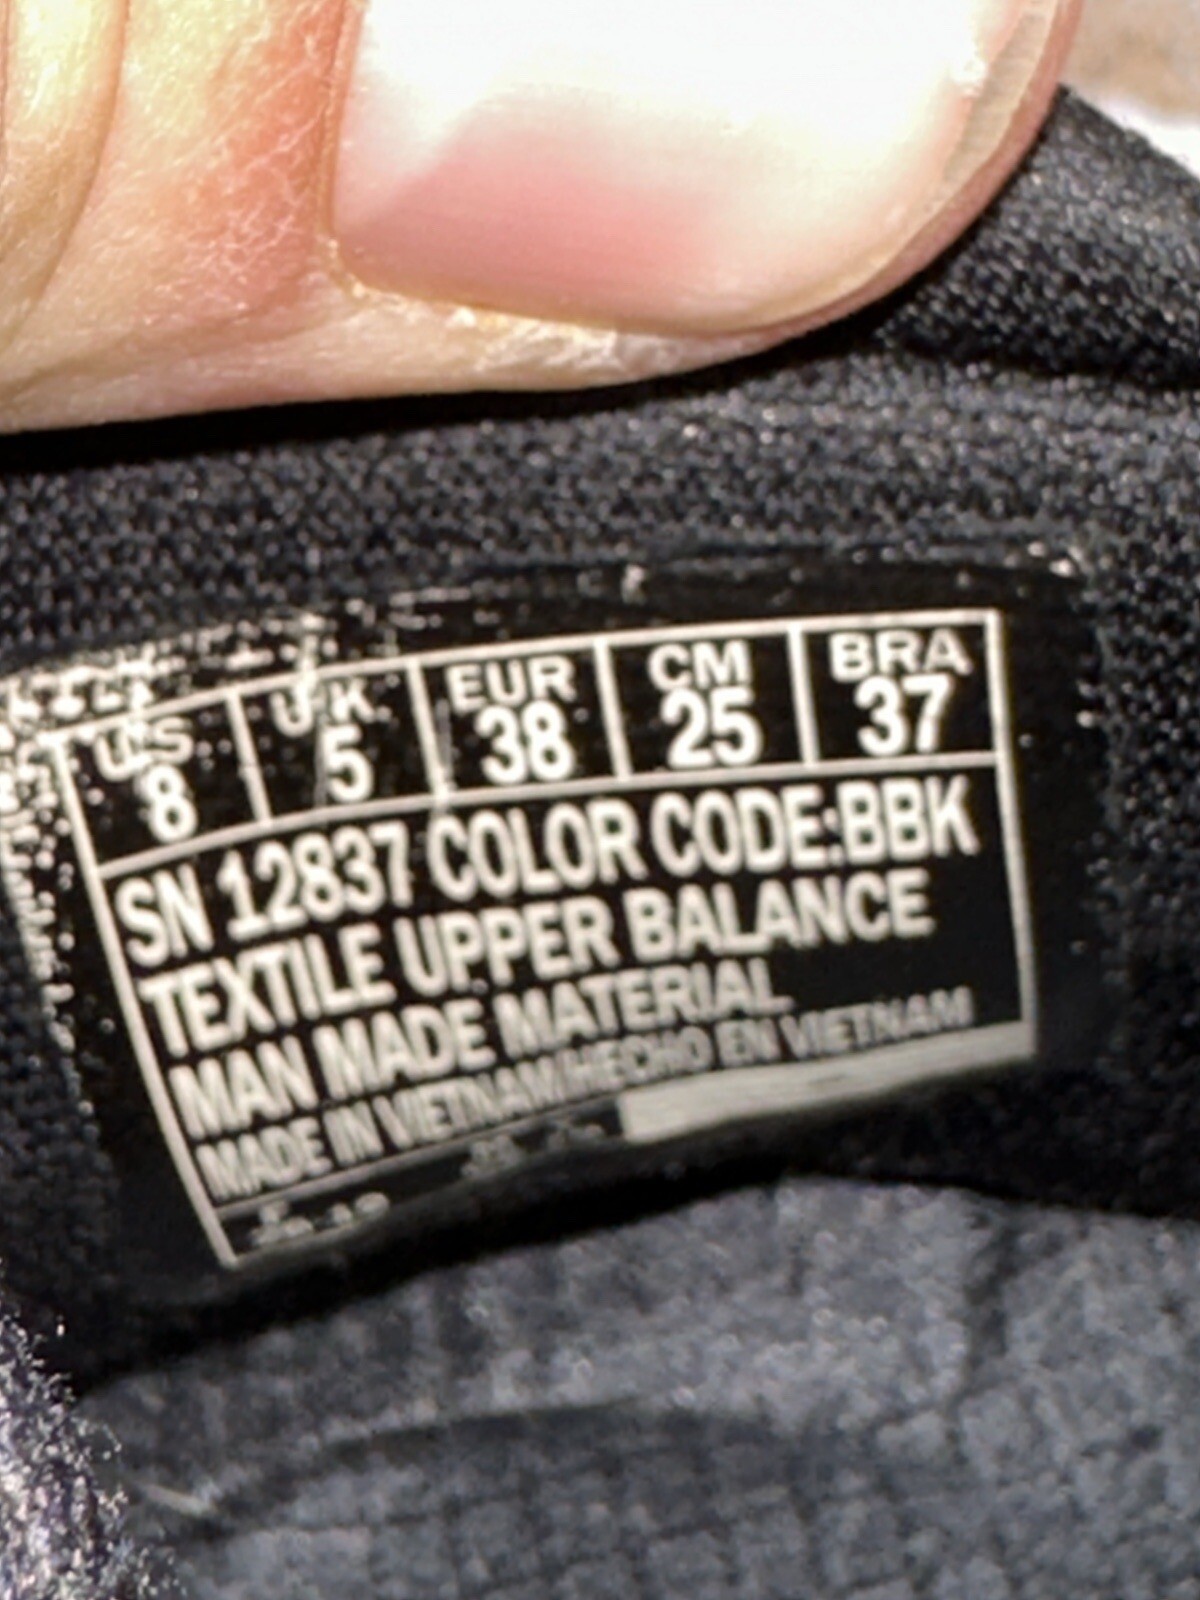 US UK EUR CM BRA
8 5 38 25 37
SN 12837 COLOR CODE:BBK
TEXTILE UPPER BALANCE
MAN MADE MATERIAL
MADE IN VIETNAM/HECHO EN VIETNAM